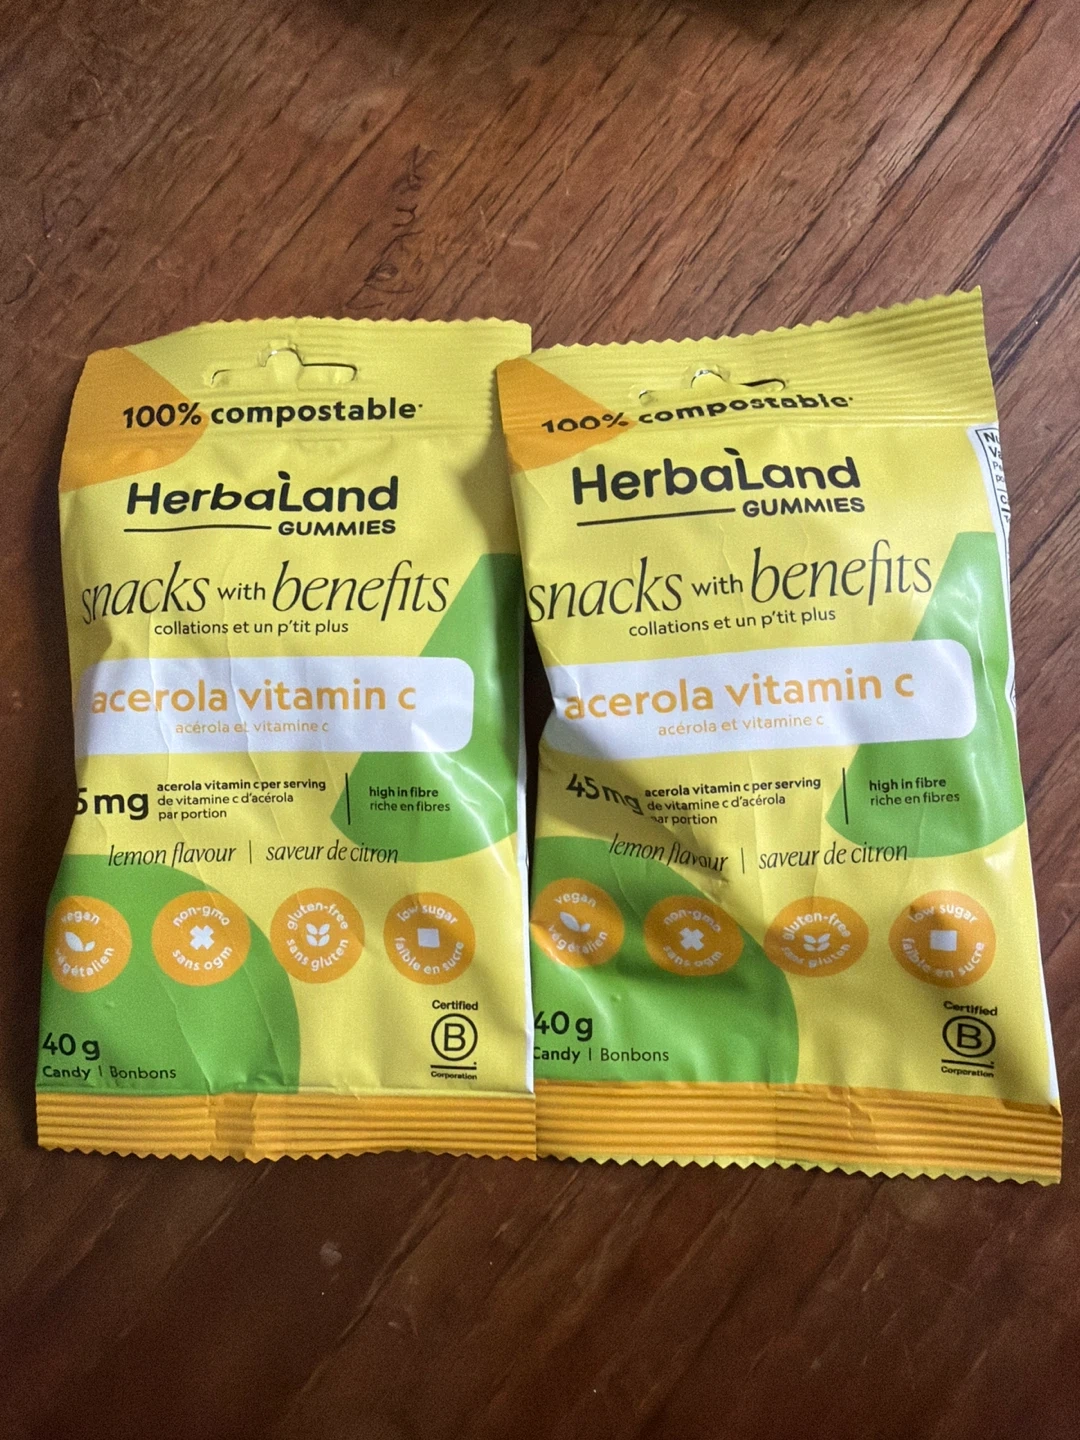 100% compostable*
HerbaLand
GUMMIES
snacks with benefits
collations et un p'tit plus
acerola vitamin c
acérola et vitamine c
5mg
acerola vitamin c per serving
de vitamine c d'acérola
par portion
high in fibre
riche en fibres
lemon flavour | saveur de citron
vegan
végétalien
non-gmo
sans ogm
gluten-free
sans gluten
low sugar
faible en sucre
40 g
Candy | Bonbons
Certified
B
Corporation
100% compostable*
HerbaLand
GUMMIES
snacks with benefits
collations et un p'tit plus
acerola vitamin c
acérola et vitamine c
45mg
acerola vitamin c per serving
de vitamine c d'acérola
par portion
high in fibre
riche en fibres
lemon flavour | saveur de citron
vegan
végétalien
non-gmo
sans ogm
gluten-free
sans gluten
low sugar
faible en sucre
40 g
Candy | Bonbons
Certified
B
Corporation